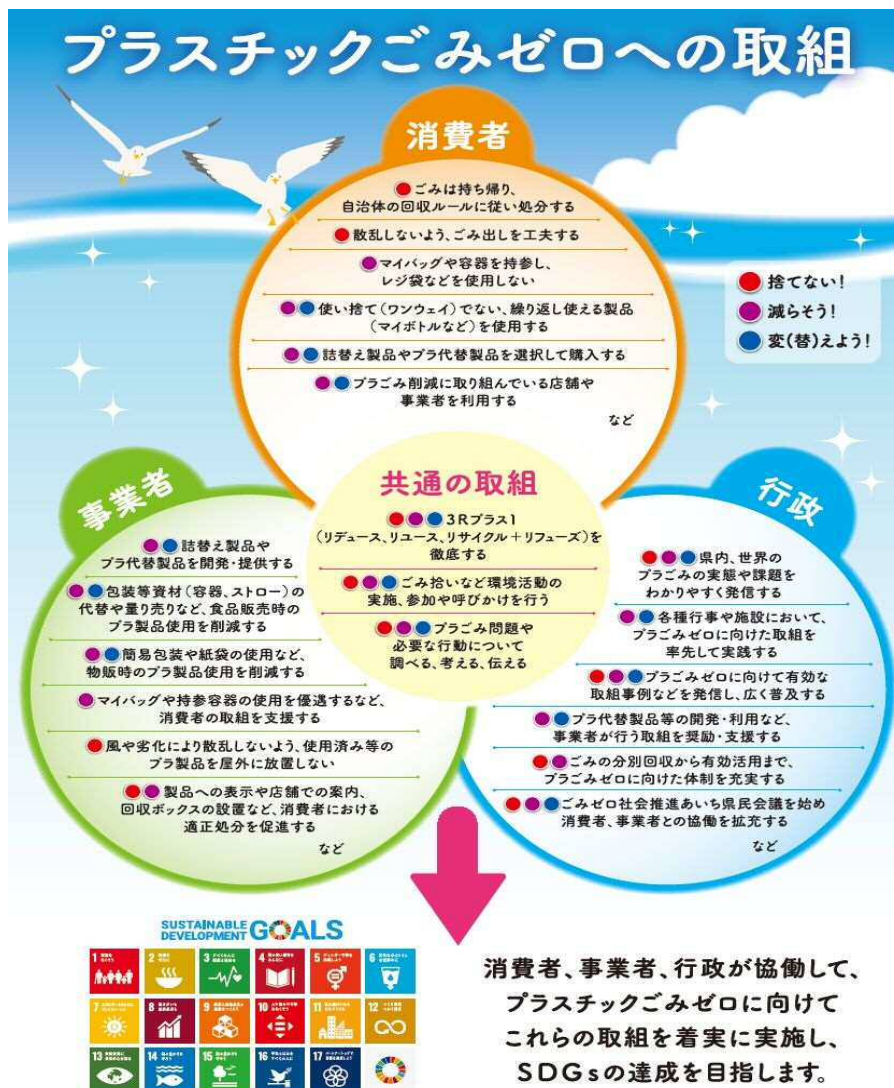 プラスチックごみゼロへの取組
消費者
●ごみは持ち帰り、
自治体の回収ルールに従い処分する
●散乱しないよう、ごみ出しを工夫する
●マイバッグや容器を持参し、
レジ袋などを使用しない
●●使い捨て(ワンウェイ)でない、繰り返し使える製品
(マイボトルなど)を使用する
●●詰替え製品やプラ代替製品を選択して購入する
●●プラごみ削減に取り組んでいる店舗や
事業者を利用する
など
●捨てない!
●減らそう!
●変(替)えよう!
共通の取組
●●●3Rプラス1
(リデュース、リユース、リサイクル+リフューズ)を
徹底する
●●●ごみ拾いなど環境活動の
実施、参加や呼びかけを行う
●●●プラごみ問題や
必要な行動について
調べる、考える、伝える
事業者
●●詰替え製品や
プラ代替製品を開発・提供する
●●包装等資材(容器、ストロー)の
代替や量り売りなど、食品販売時の
プラ製品使用を削減する
●●簡易包装や紙袋の使用など、
物販時のプラ製品使用を削減する
●マイバッグや持参容器の使用を優遇するなど、
消費者の取組を支援する
●風や劣化により散乱しないよう、使用済み等の
プラ製品を屋外に放置しない
●●製品への表示や店舗での案内、
回収ボックスの設置など、消費者における
適正処分を促進する
など
行政
●●●県内、世界の
プラごみの実態や課題を
わかりやすく発信する
●●各種行事や施設において、
プラごみゼロに向けた取組を
率先して実践する
●●●プラごみゼロに向けて有効な
取組事例などを発信し、広く普及する
●●プラ代替製品等の開発・利用など、
事業者が行う取組を奨励・支援する
●●ごみの分別回収から有効活用まで、
プラごみゼロに向けた体制を充実する
●●●ごみゼロ社会推進あいち県民会議を始め
消費者、事業者との協働を拡充する
など
SUSTAINABLE
DEVELOPMENT GOALS
1
2
3
4
5
6
7
8
9
10
11
12
13
14
15
16
17
消費者、事業者、行政が協働して、
プラスチックごみゼロに向けて
これらの取組を着実に実施し、
SDGsの達成を目指します。